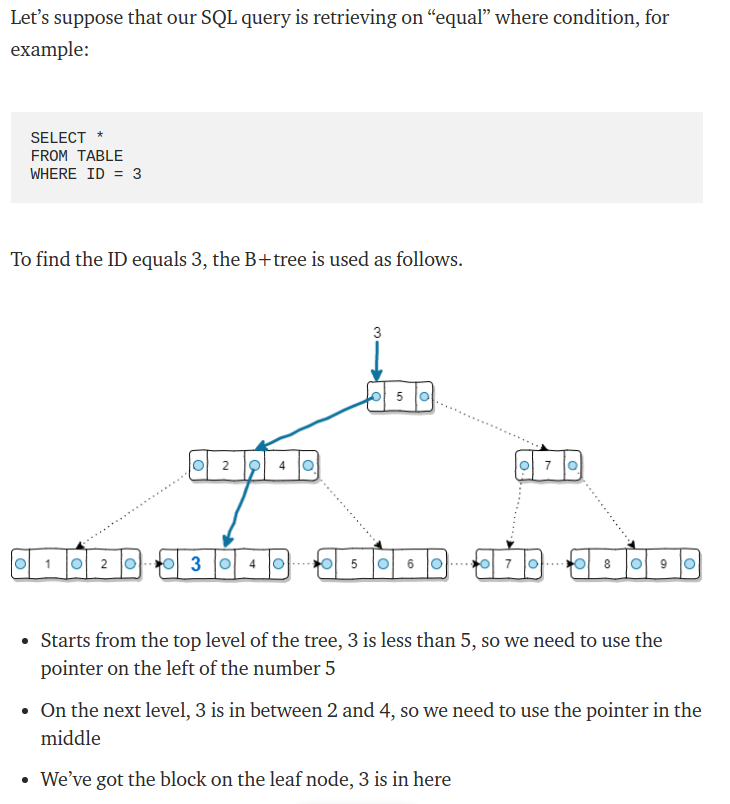 Let’s suppose that our SQL query is retrieving on “equal” where condition, for
example:
SELECT *
FROM TABLE
WHERE ID = 3
To find the ID equals 3, the B+tree is used as follows.
3
5
2 4
7
1 2
3 4
5 6
7
8 9
• Starts from the top level of the tree, 3 is less than 5, so we need to use the
pointer on the left of the number 5
• On the next level, 3 is in between 2 and 4, so we need to use the pointer in the
middle
• We’ve got the block on the leaf node, 3 is in here